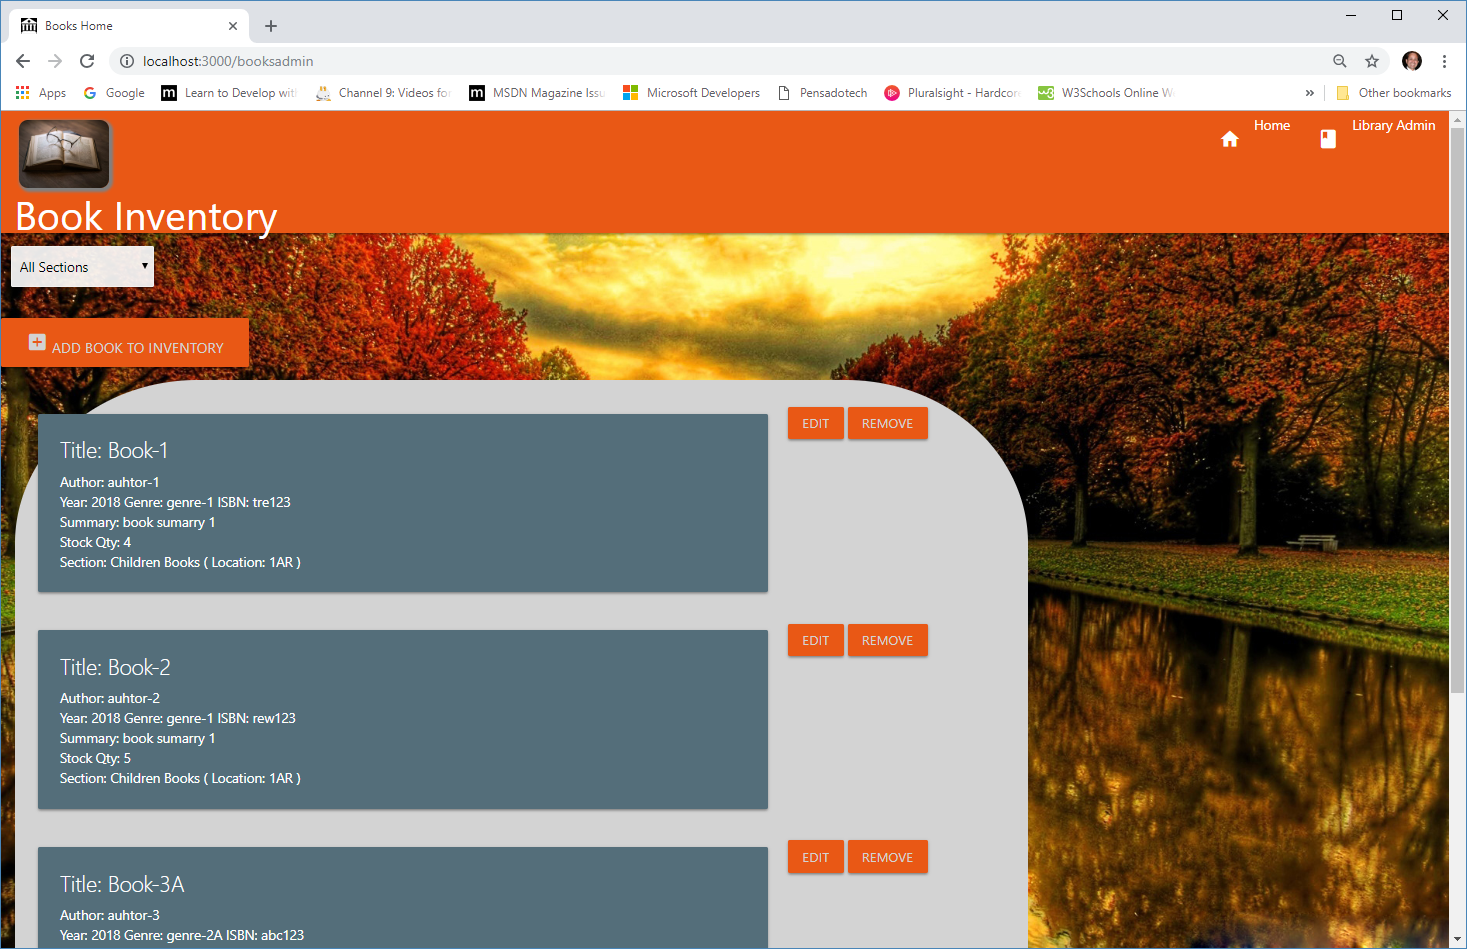 Books Home
localhost:3000/booksadmin
Apps Google Learn to Develop with Channel 9: Videos for MSDN Magazine Issu Microsoft Developers Pensadotech Pluralsight - Hardcore W3Schools Online W » Other bookmarks
Home Library Admin
Book Inventory
All Sections
ADD BOOK TO INVENTORY
EDIT REMOVE
Title: Book-1
Author: auhtor-1
Year: 2018 Genre: genre-1 ISBN: tre123
Summary: book sumarry 1
Stock Qty: 4
Section: Children Books ( Location: 1AR )
EDIT REMOVE
Title: Book-2
Author: auhtor-2
Year: 2018 Genre: genre-1 ISBN: rew123
Summary: book sumarry 1
Stock Qty: 5
Section: Children Books ( Location: 1AR )
EDIT REMOVE
Title: Book-3A
Author: auhtor-3
Year: 2018 Genre: genre-2A ISBN: abc123